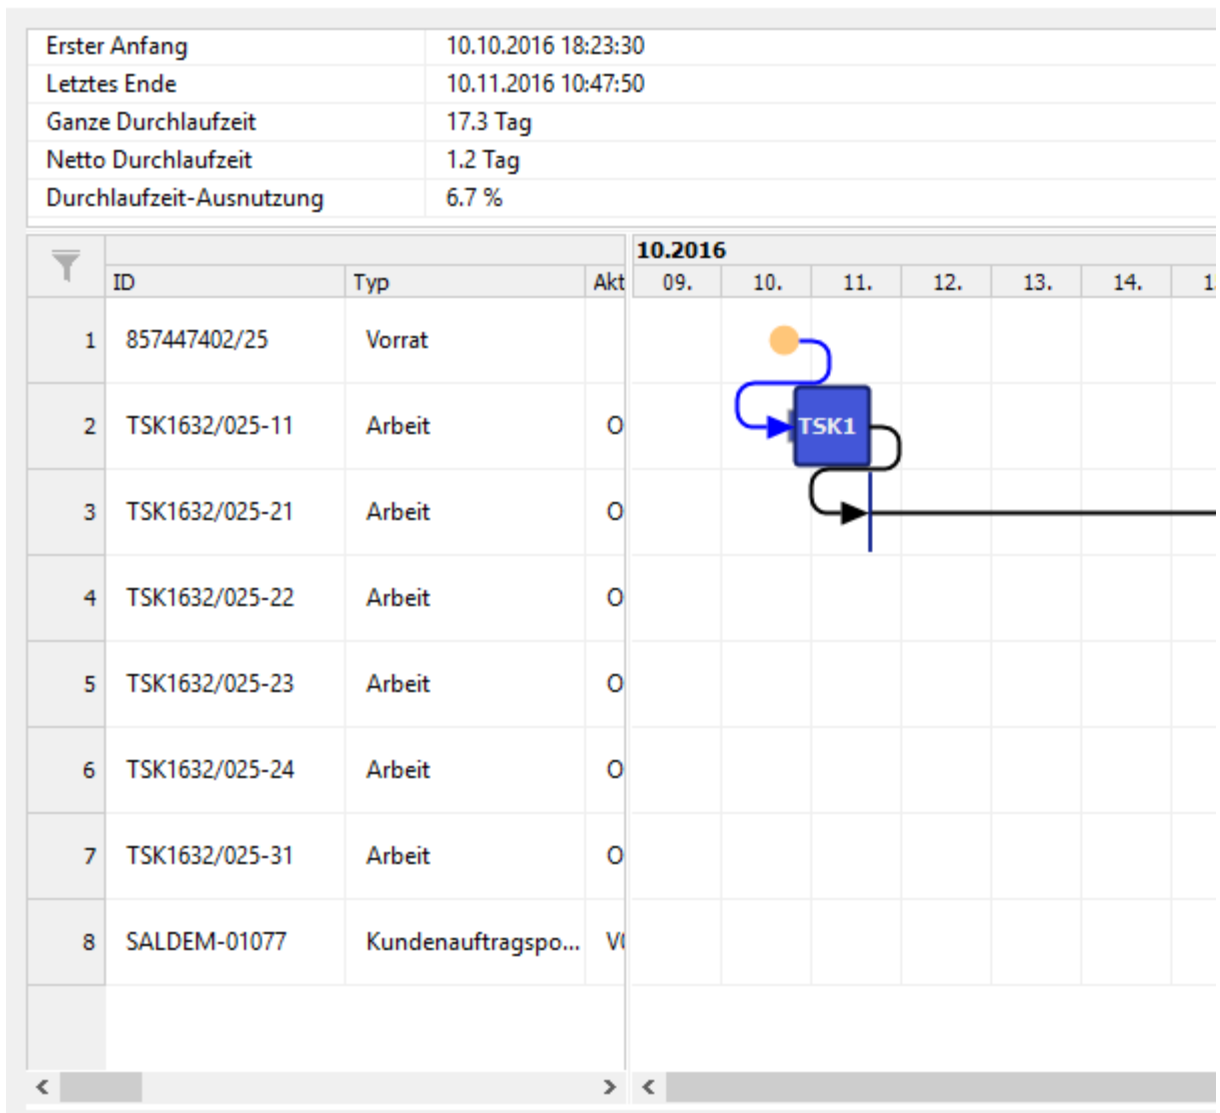 Erster Anfang 10.10.2016 18:23:30
Letztes Ende 10.11.2016 10:47:50
Ganze Durchlaufzeit 17.3 Tag
Netto Durchlaufzeit 1.2 Tag
Durchlaufzeit-Ausnutzung 6.7 %
10.2016
ID Typ Akt 09. 10. 11. 12. 13. 14.
1 857447402/25 Vorrat
2 TSK1632/025-11 Arbeit O TSK1
3 TSK1632/025-21 Arbeit O
4 TSK1632/025-22 Arbeit O
5 TSK1632/025-23 Arbeit O
6 TSK1632/025-24 Arbeit O
7 TSK1632/025-31 Arbeit O
8 SALDEM-01077 Kundenauftragspo...